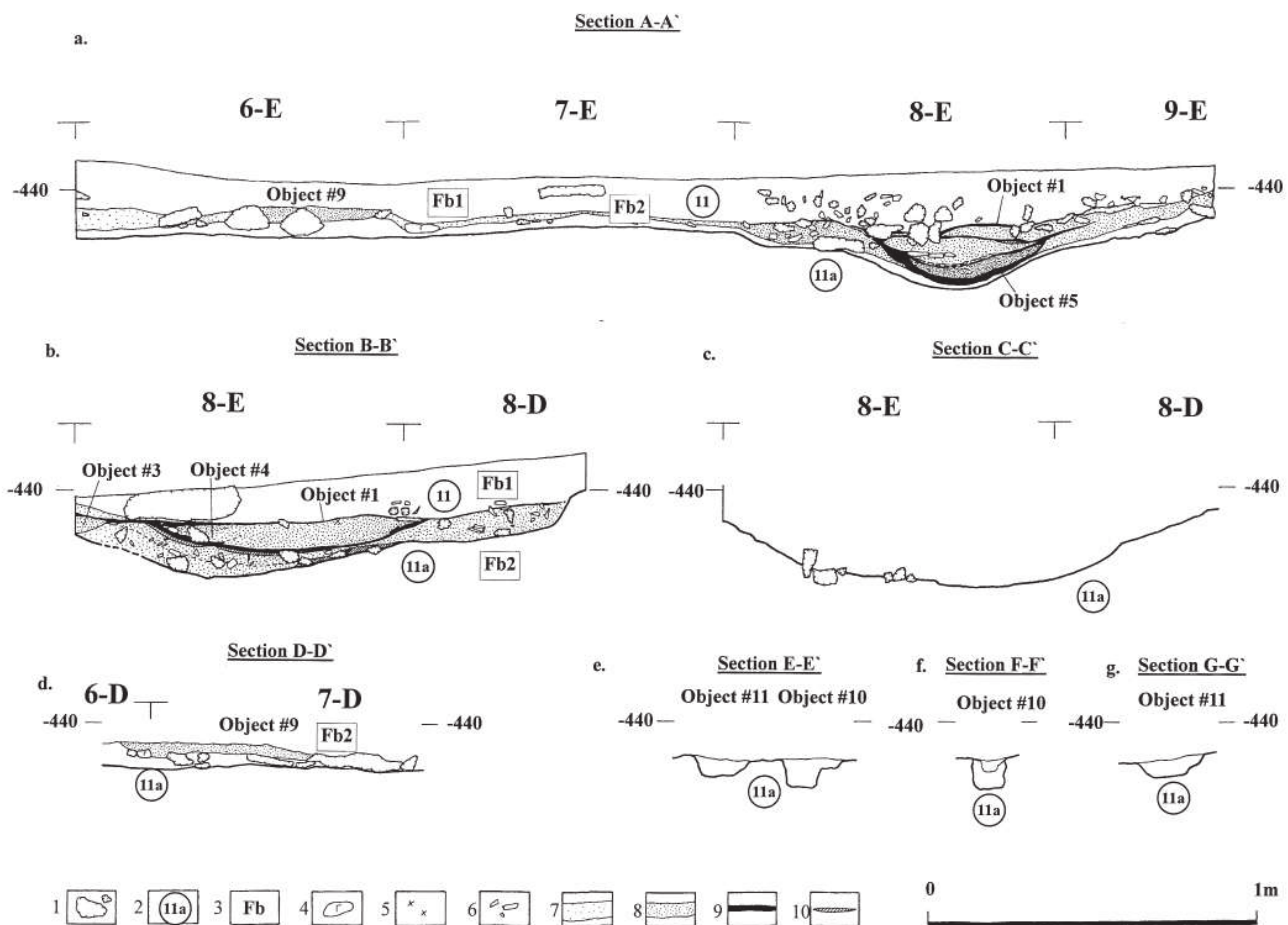 Section A-A`
a.
6-E 7-E 8-E 9-E
-440 Object #9 Fb1 Fb2 11 Object #1 -440
11a
Object #5
b. Section B-B` c. Section C-C`
8-E 8-D 8-E 8-D
Object #3 Object #4
-440 Object #1 11 Fb1 -440 -440 -440
11a Fb2
11a
Section D-D` e. Section E-E` f. Section F-F` g. Section G-G`
d. 6-D 7-D Object #11 Object #10 Object #10 Object #11
-440 Object #9 Fb2 -440 -440 -440 -440 -440
11a 11a 11a 11a
0 1m
1 2 11a 3 Fb 4 r 5 x x 6 7 8 9 10